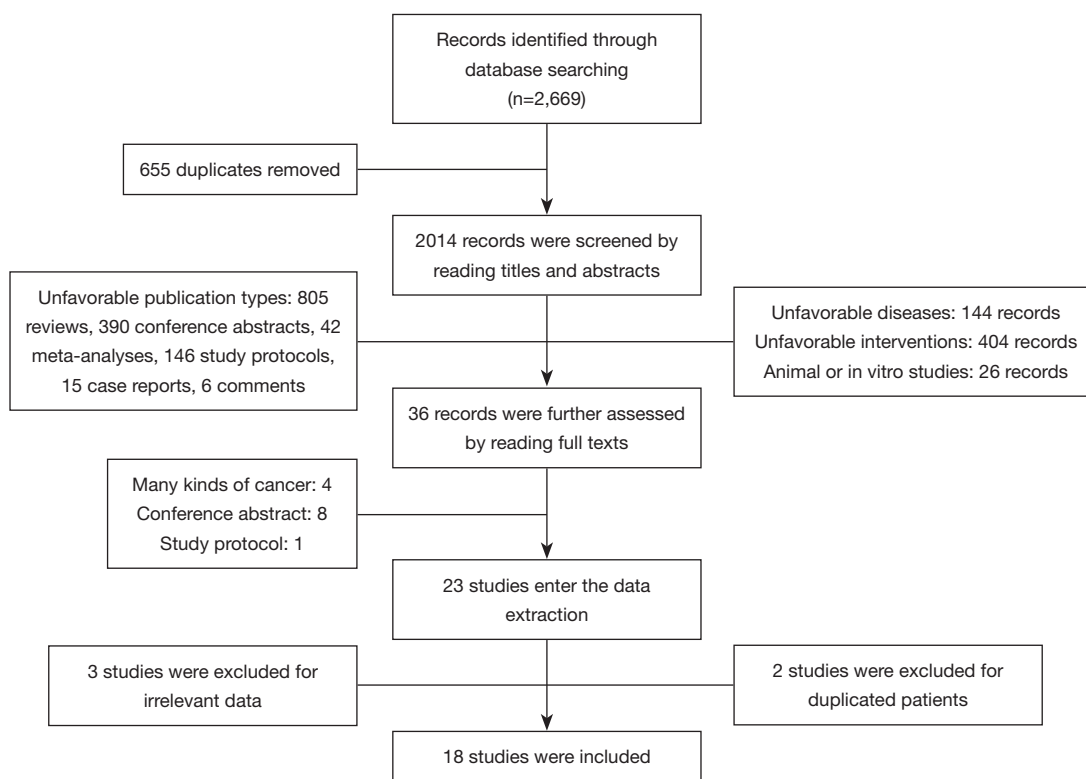 Records identified through
database searching
(n=2,669)
655 duplicates removed
2014 records were screened by
reading titles and abstracts
Unfavorable publication types: 805
reviews, 390 conference abstracts, 42
meta-analyses, 146 study protocols,
15 case reports, 6 comments
Unfavorable diseases: 144 records
Unfavorable interventions: 404 records
Animal or in vitro studies: 26 records
36 records were further assessed
by reading full texts
Many kinds of cancer: 4
Conference abstract: 8
Study protocol: 1
23 studies enter the data
extraction
3 studies were excluded for
irrelevant data
2 studies were excluded for
duplicated patients
18 studies were included